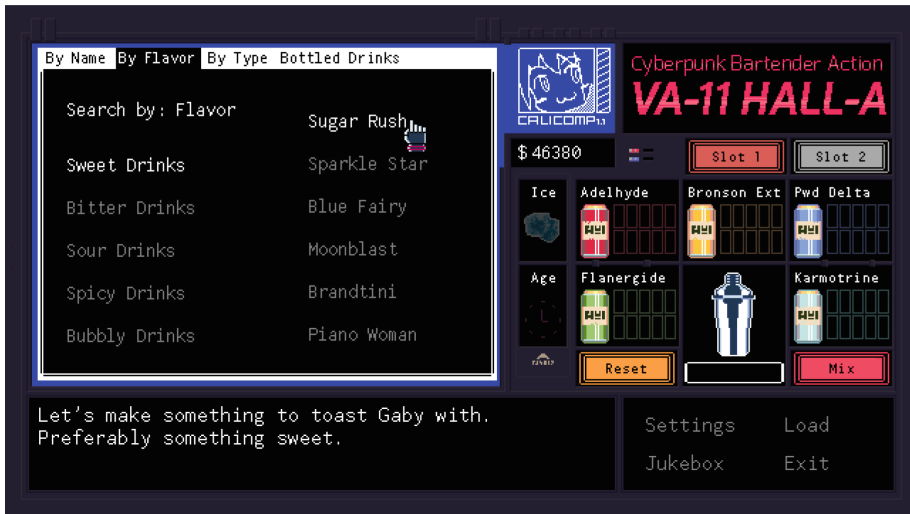 By Name By Flavor By Type Bottled Drinks
Search by: Flavor
Sweet Drinks
Bitter Drinks
Sour Drinks
Spicy Drinks
Bubbly Drinks
Sugar Rush
Sparkle Star
Blue Fairy
Moonblast
Brandtini
Piano Woman
CALICOMP1.1
Cyberpunk Bartender Action
VA-11 HALL-A
$ 46380
Slot 1
Slot 2
Ice
Adelhyde
Bronson Ext
Pwd Delta
Age
Flanergide
Karmotrine
Reset
Mix
Let's make something to toast Gaby with.
Preferably something sweet.
Settings
Load
Jukebox
Exit